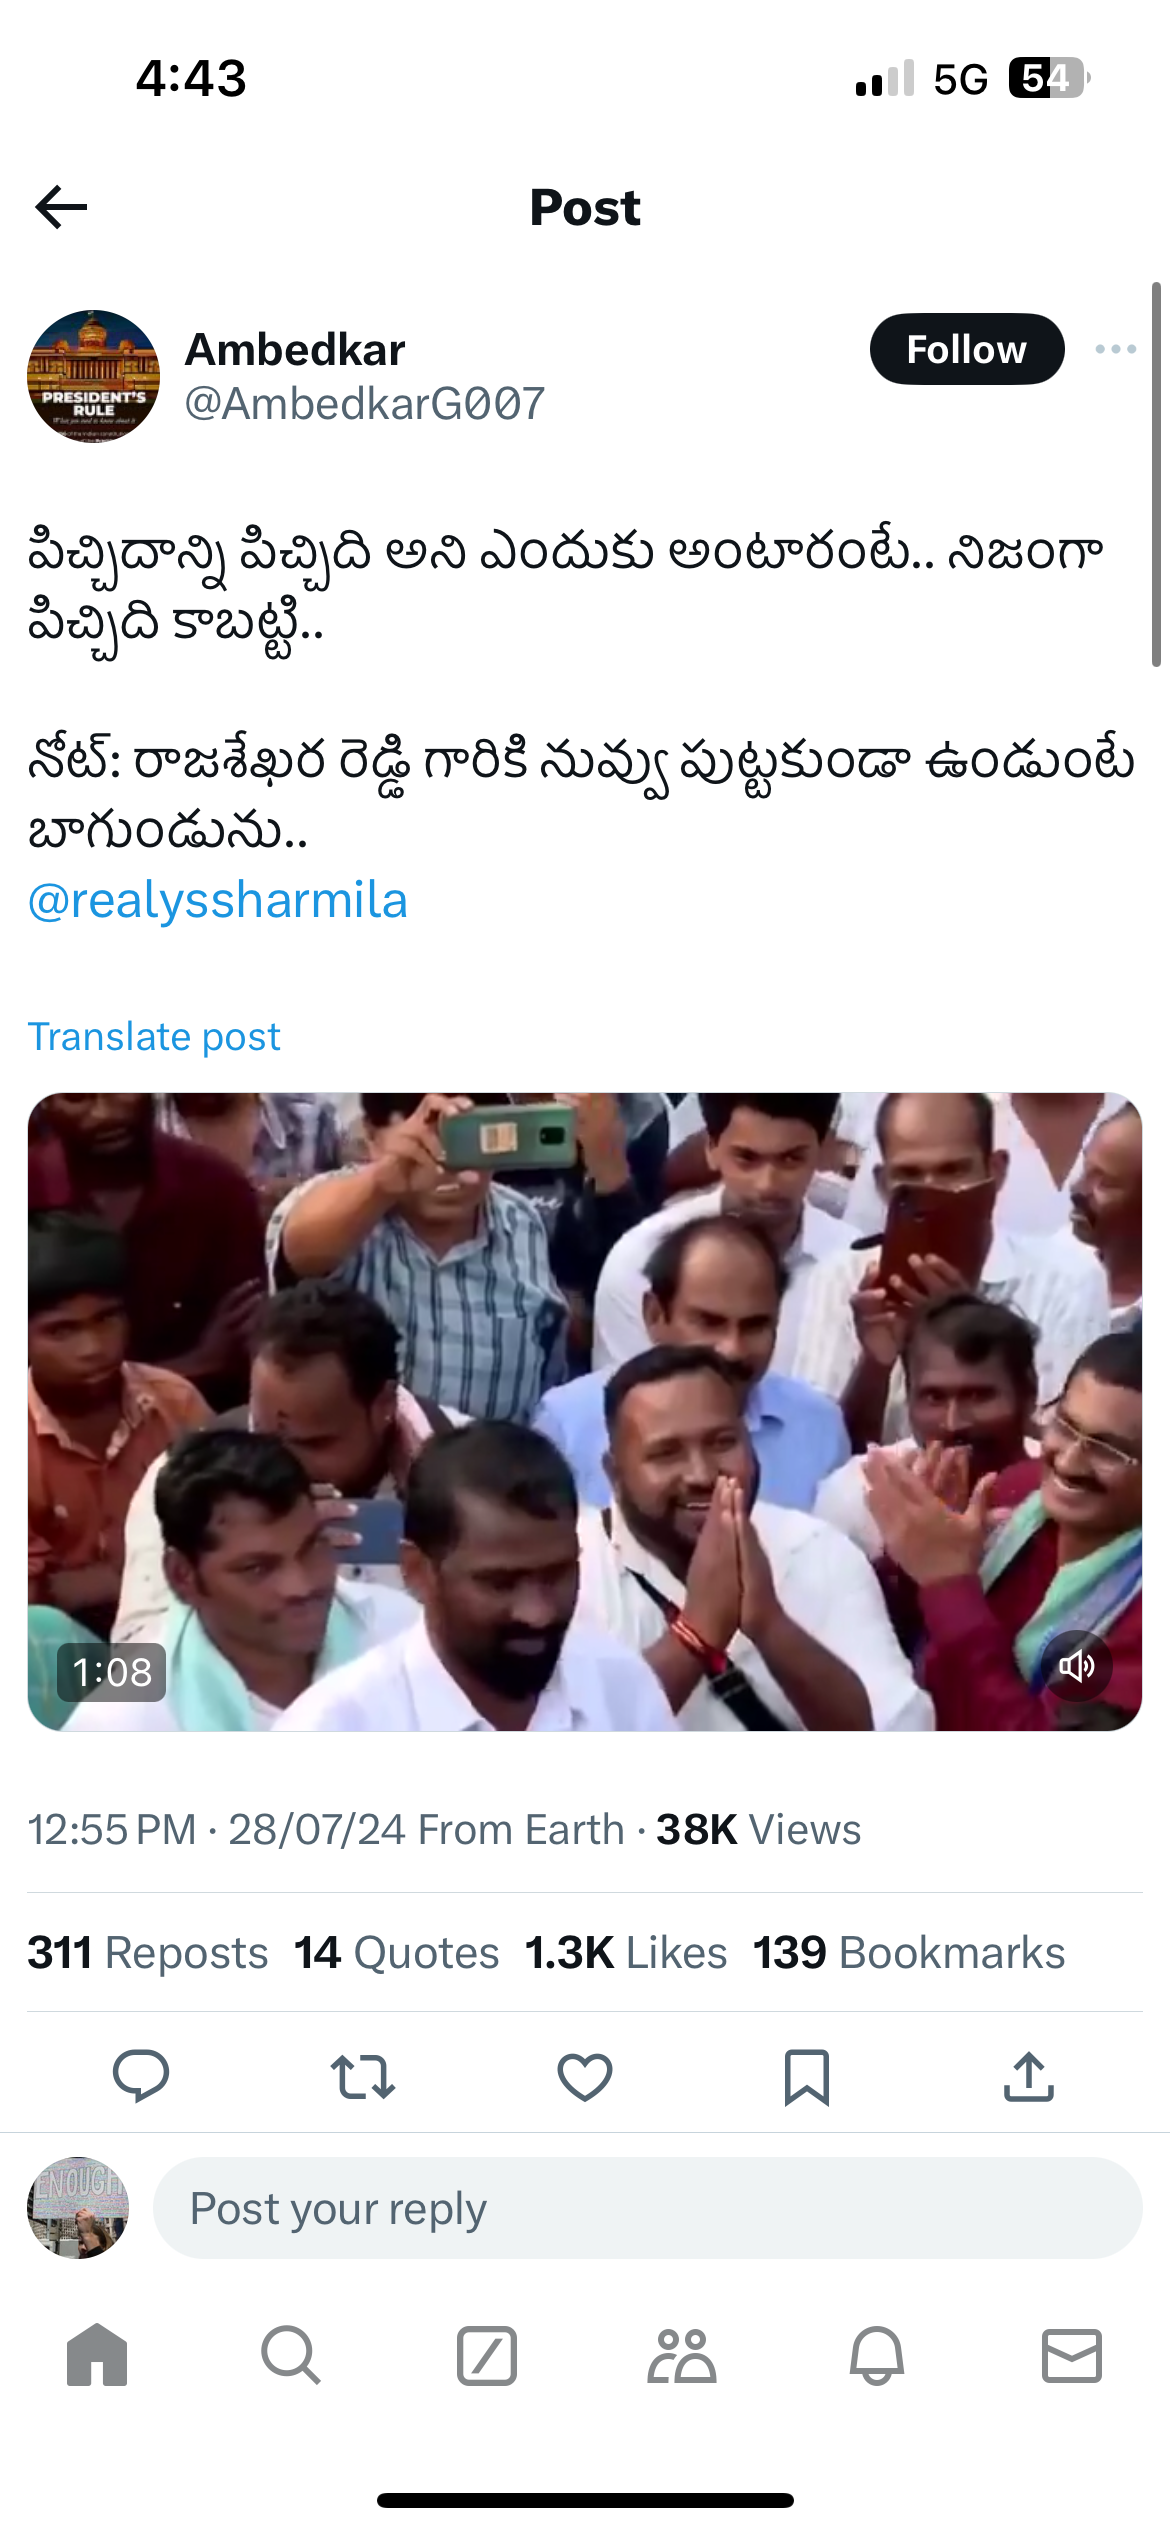 4:43
5G 54
Post
PRESIDENT'S
RULE
Ambedkar
Follow
@AmbedkarG007
పిచ్చిదాన్ని పిచ్చిది అని ఎందుకు అంటారంటే.. నిజంగా
పిచ్చిది కాబట్టి..
నోట్: రాజశేఖర రెడ్డి గారికి నువ్వు పుట్టకుండా ఉండుంటే
బాగుండును..
@realyssharmila
Translate post
1:08
12:55 PM · 28/07/24 From Earth · 38K Views
311 Reposts 14 Quotes 1.3K Likes 139 Bookmarks
ENOUGH
Post your reply